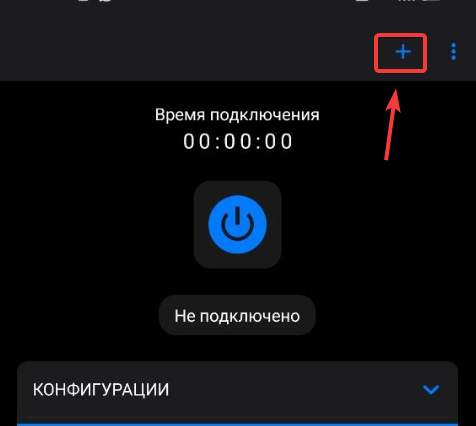 Время подключения
00:00:00
Не подключено
КОНФИГУРАЦИИ